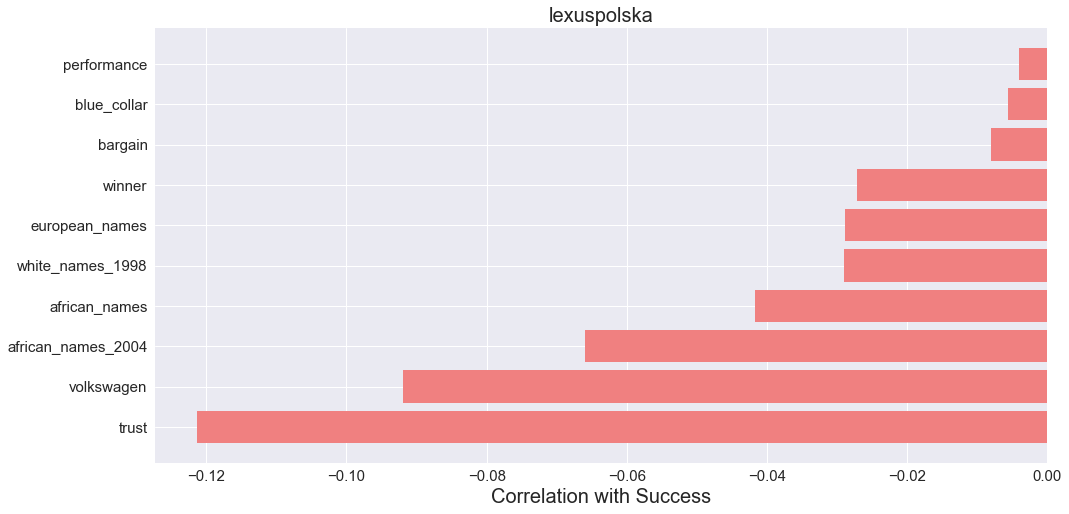 lexuspolska
performance
blue_collar
bargain
winner
european_names
white_names_1998
african_names
african_names_2004
volkswagen
trust
−0.12 −0.10 −0.08 −0.06 −0.04 −0.02 0.00
Correlation with Success